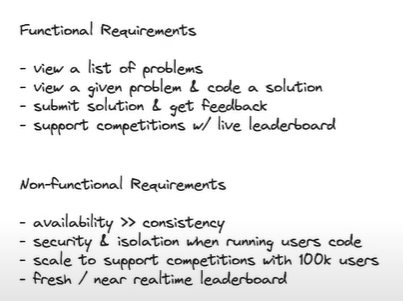 Functional Requirements
- view a list of problems
- view a given problem & code a solution
- submit solution & get feedback
- support competitions w/ live leaderboard
Non-functional Requirements
- availability >> consistency
- security & isolation when running users code
- scale to support competitions with 100k users
- fresh / near realtime leaderboard